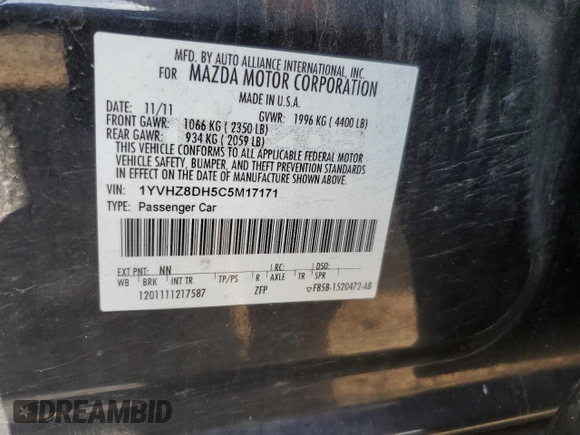 MFD. BY AUTO ALLIANCE INTERNATIONAL, INC.
FOR MAZDA MOTOR CORPORATION
MADE IN U.S.A.
DATE: 11/11 GVWR: 1996 KG ( 4400 LB)
FRONT GAWR: 1066 KG ( 2350 LB)
REAR GAWR: 934 KG ( 2059 LB)
THIS VEHICLE CONFORMS TO ALL APPLICABLE FEDERAL MOTOR
VEHICLE SAFETY, BUMPER, AND THEFT PREVENTION STANDARDS
IN EFFECT ON THE DATE OF MANUFACTURE SHOWN ABOVE.
VIN: 1YVHZ8DH5C5M17171
TYPE: Passenger Car
EXT PNT: NN RC: DSO:
WB BRK INT TR TP/PS R AXLE TR SPR
1201111217587 ZFP F85B-1520472-AB
DREAMBID